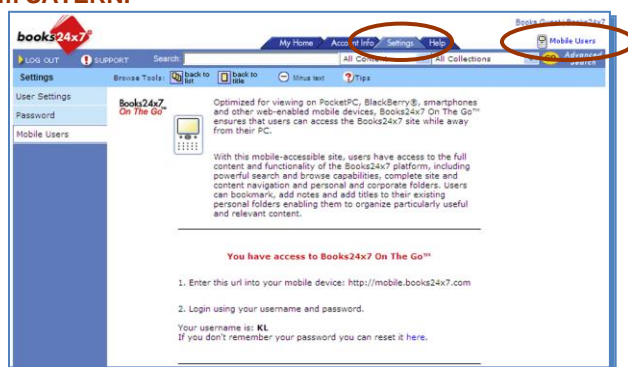 Books Guest | Books24x7
books24x7®
My Home Account Info Settings Help
Mobile Users
LOG OUT SUPPORT Search: All Content All Collections GO Advanced Search
Settings Browse Tools: back to list back to title Minus text Tips
User Settings
Password
Mobile Users
Books24x7
On The Go™
Optimized for viewing on PocketPC, BlackBerry®, smartphones
and other web-enabled mobile devices, Books24x7 On The Go™
ensures that users can access the Books24x7 site while away
from their PC.
With this mobile-accessible site, users have access to the full
content and functionality of the Books24x7 platform, including
powerful search and browse capabilities, complete site and
content navigation and personal and corporate folders. Users
can bookmark, add notes and add titles to their existing
personal folders enabling them to organize particularly useful
and relevant content.
You have access to Books24x7 On The Go™
1. Enter this url into your mobile device: http://mobile.books24x7.com
2. Login using your username and password.
Your username is: KL
If you don't remember your password you can reset it here.